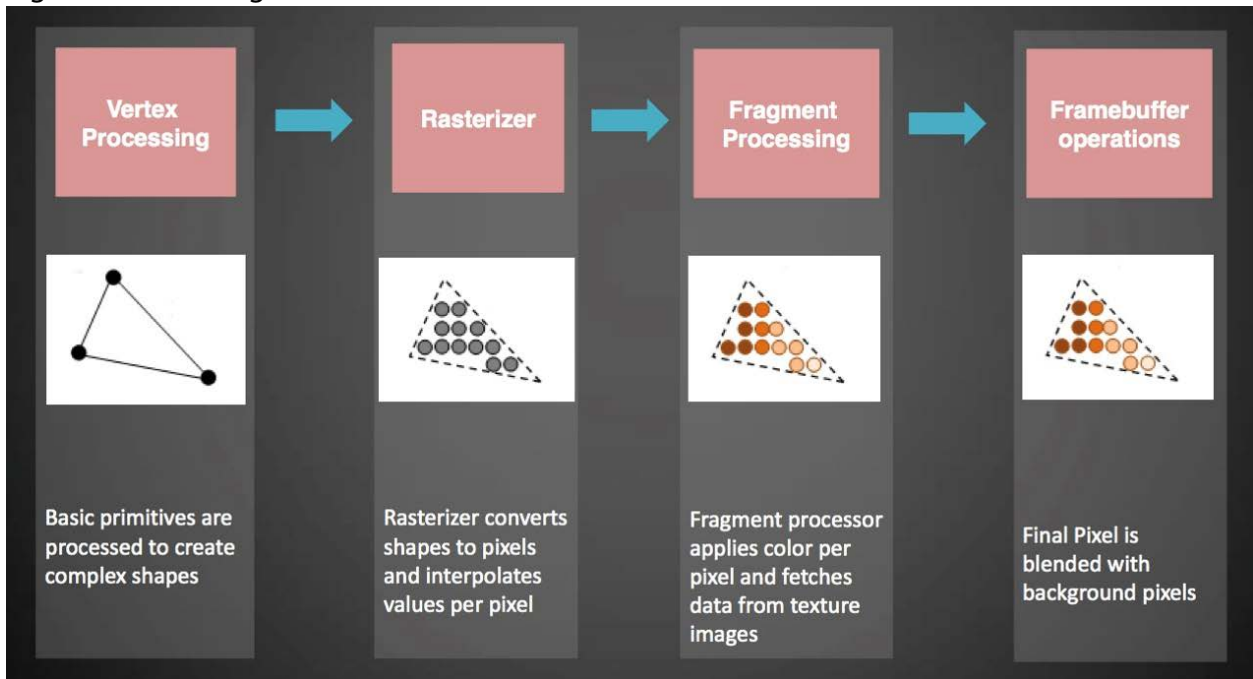 Vertex
Processing
Rasterizer
Fragment
Processing
Framebuffer
operations
Basic primitives are
processed to create
complex shapes
Rasterizer converts
shapes to pixels
and interpolates
values per pixel
Fragment processor
applies color per
pixel and fetches
data from texture
images
Final Pixel is
blended with
background pixels